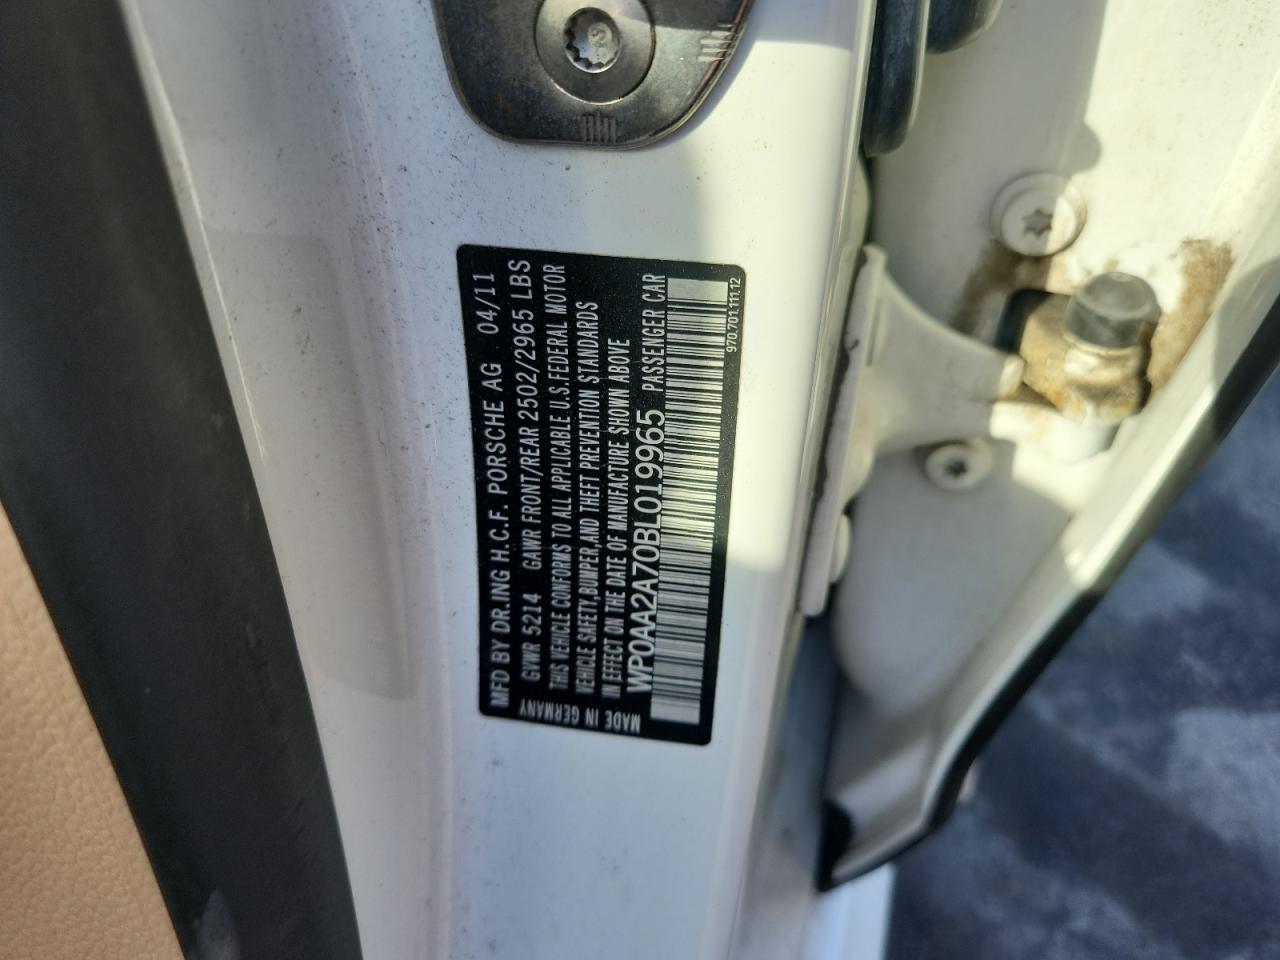 MFD BY DR.ING H.C.F. PORSCHE AG 04/11
GVWR 5214 GAWR FRONT/REAR 2502/2965 LBS
THIS VEHICLE CONFORMS TO ALL APPLICABLE U.S.FEDERAL MOTOR
VEHICLE SAFETY,BUMPER,AND THEFT PREVENTION STANDARDS
IN EFFECT ON THE DATE OF MANUFACTURE SHOWN ABOVE
WP0AA2A70BL019965 PASSENGER CAR
MADE IN GERMANY
970.701.111.12